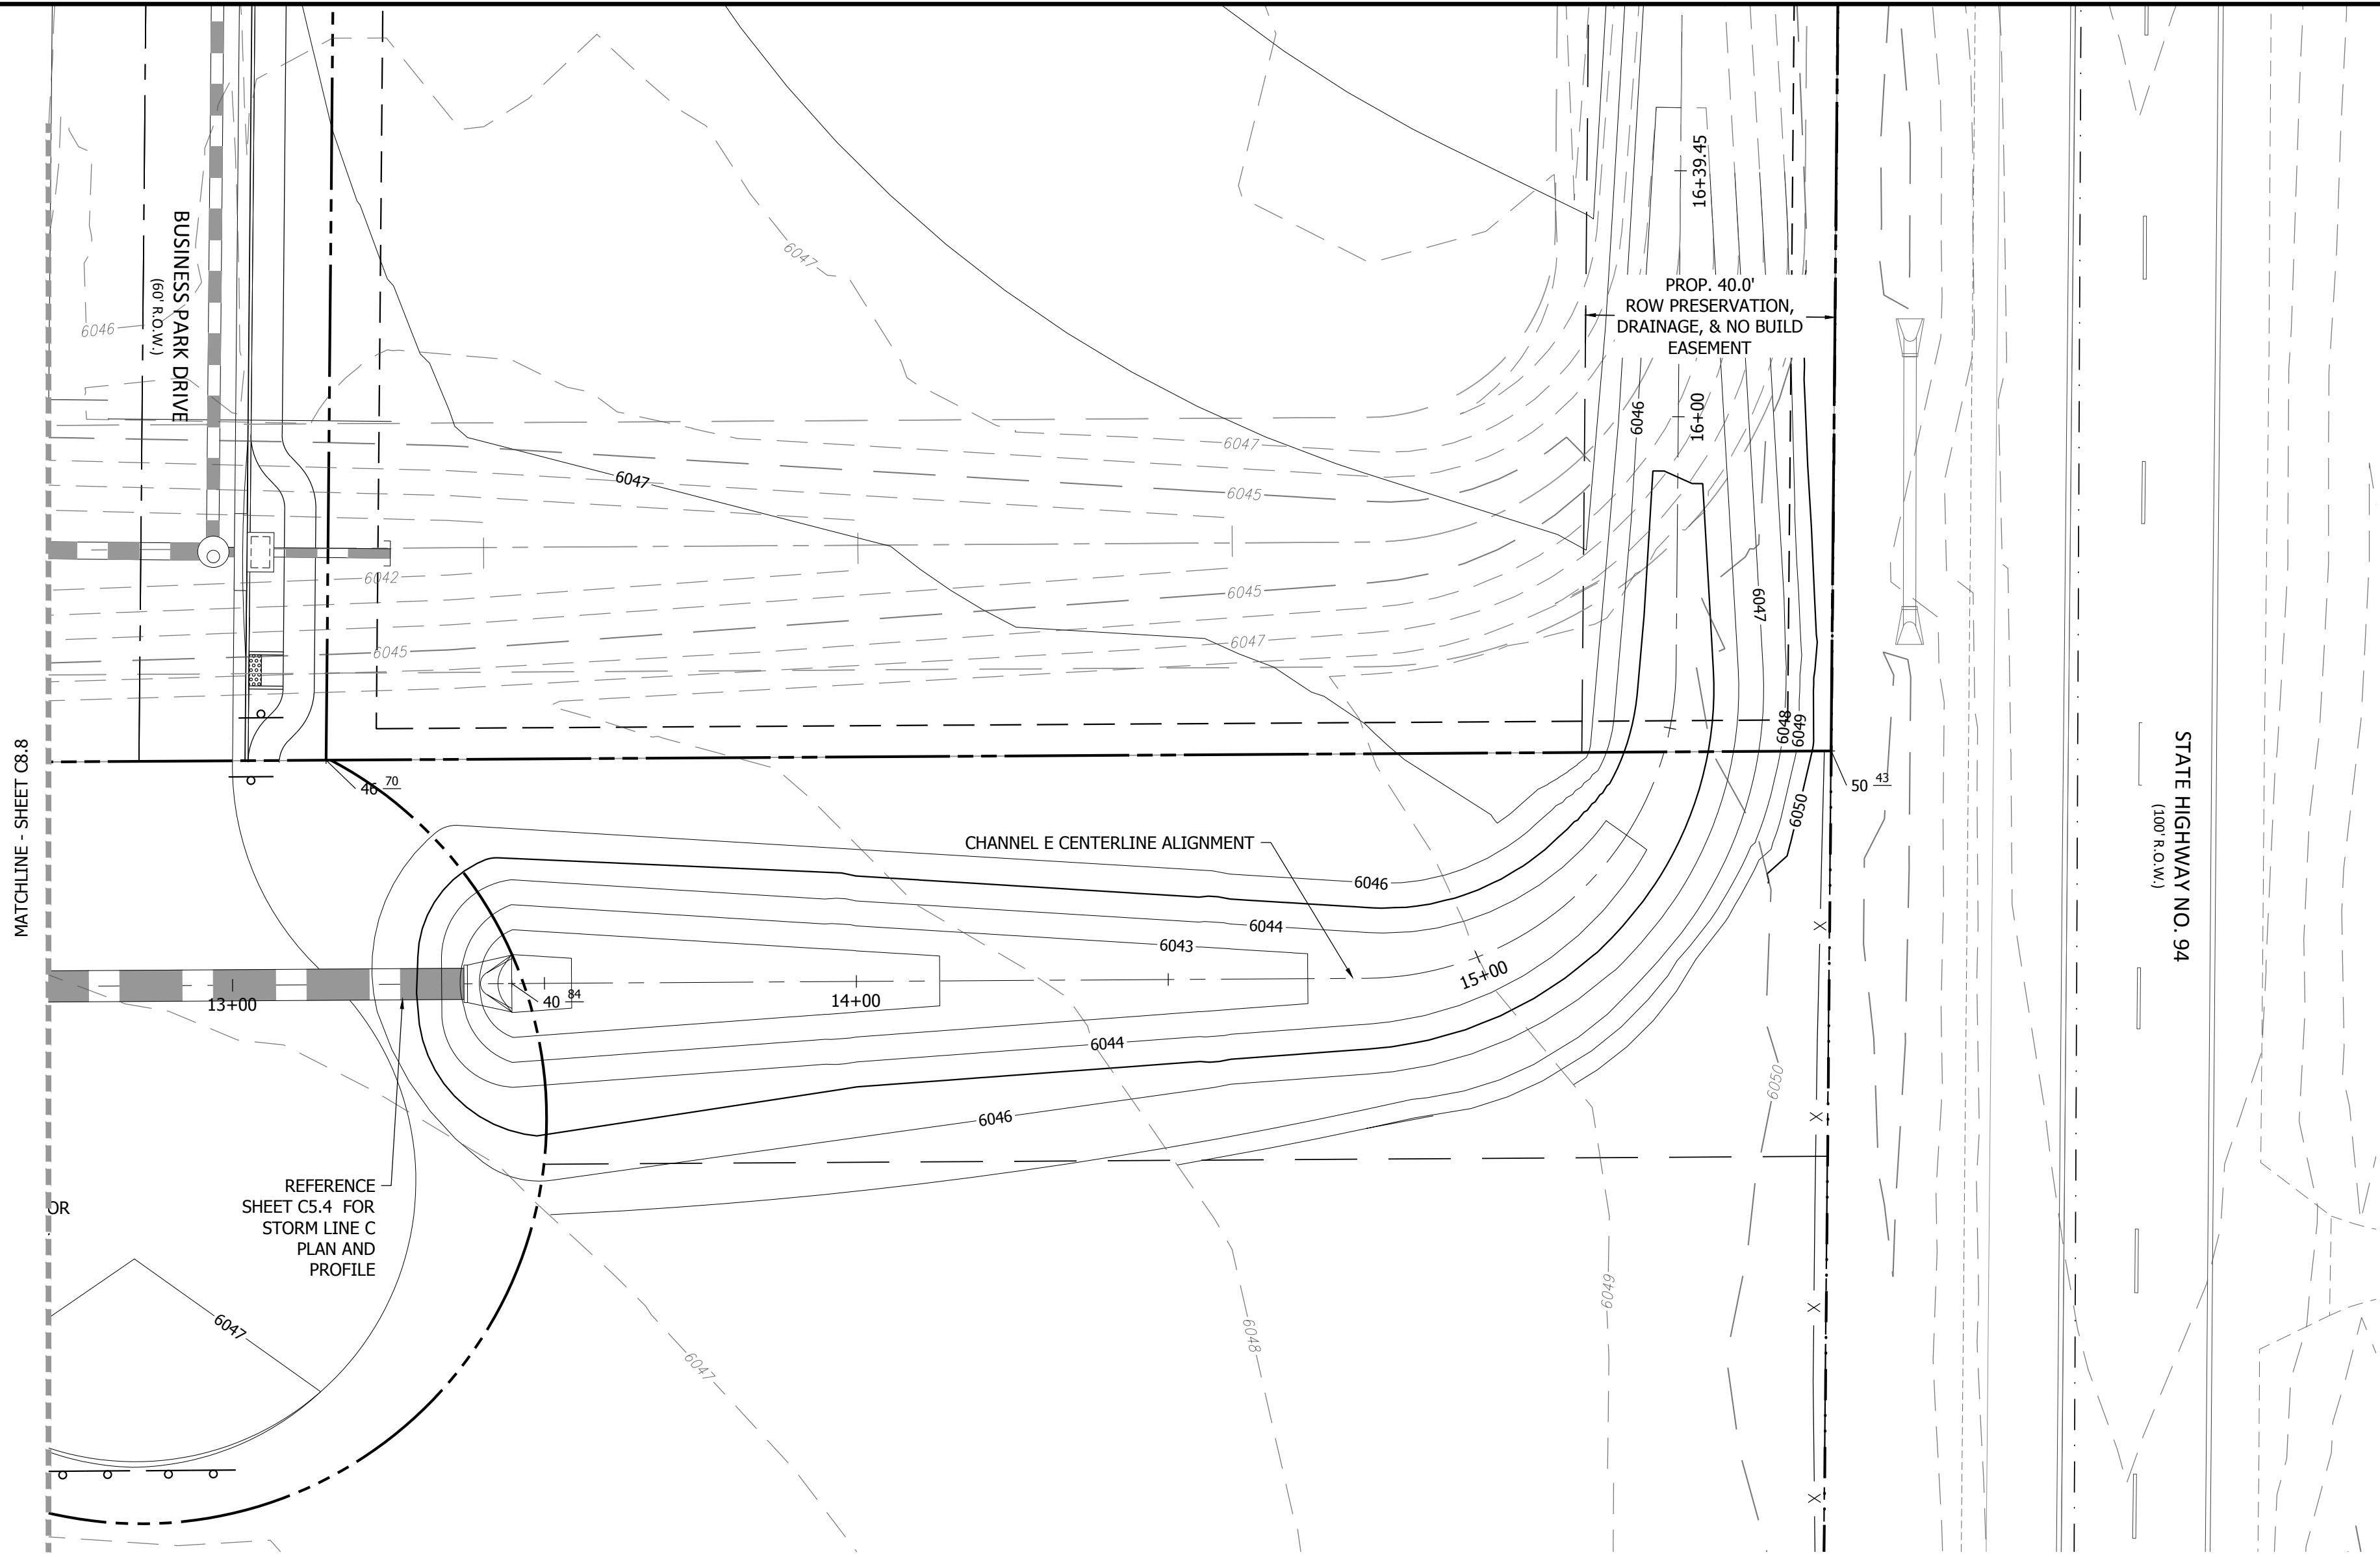 16+39.45
BUSINESS PARK DRIVE
(60' R.O.W.)
6047
6046
PROP. 40.0'
ROW PRESERVATION,
DRAINAGE, & NO BUILD
EASEMENT
6046
16+00
6047
6047
6045
6042
6045
6047
6047
6045
6048
6049
MATCHLINE - SHEET C8.8
46 70
50 43
6050
STATE HIGHWAY NO. 94
(100' R.O.W.)
CHANNEL E CENTERLINE ALIGNMENT
6046
6044
6043
X
15+00
13+00
40 84
14+00
6044
6050
X
6046
REFERENCE
SHEET C5.4 FOR
STORM LINE C
PLAN AND
PROFILE
OR
6049
X
6047
6048
6047
X